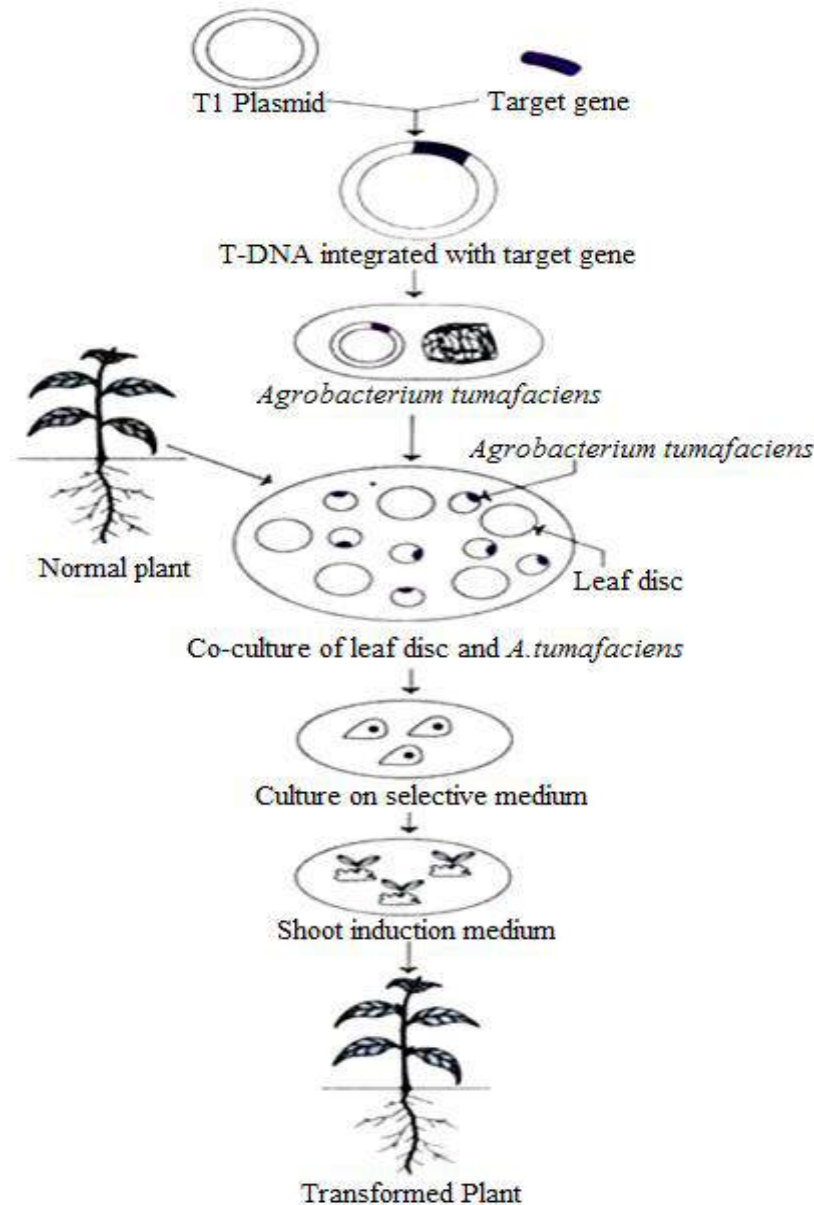 T1 Plasmid
Target gene
T-DNA integrated with target gene
Agrobacterium tumafaciens
Agrobacterium tumafaciens
Normal plant
Leaf disc
Co-culture of leaf disc and A.tumafaciens
Culture on selective medium
Shoot induction medium
Transformed Plant